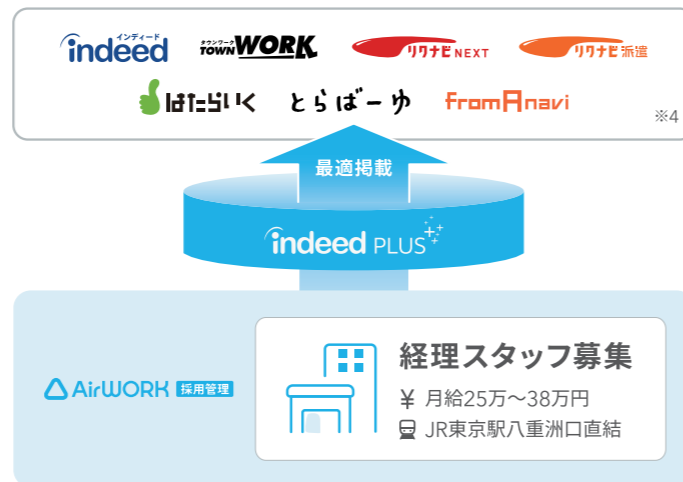 インディード タウンワーク
indeed TOWNWORK リクナビNEXT リクナビ派遣
はたらいく とらばーゆ fromAnavi
※4
最適掲載
indeed PLUS
経理スタッフ募集
AirWORK 採用管理
¥ 月給25万〜38万円
JR東京駅八重洲口直結